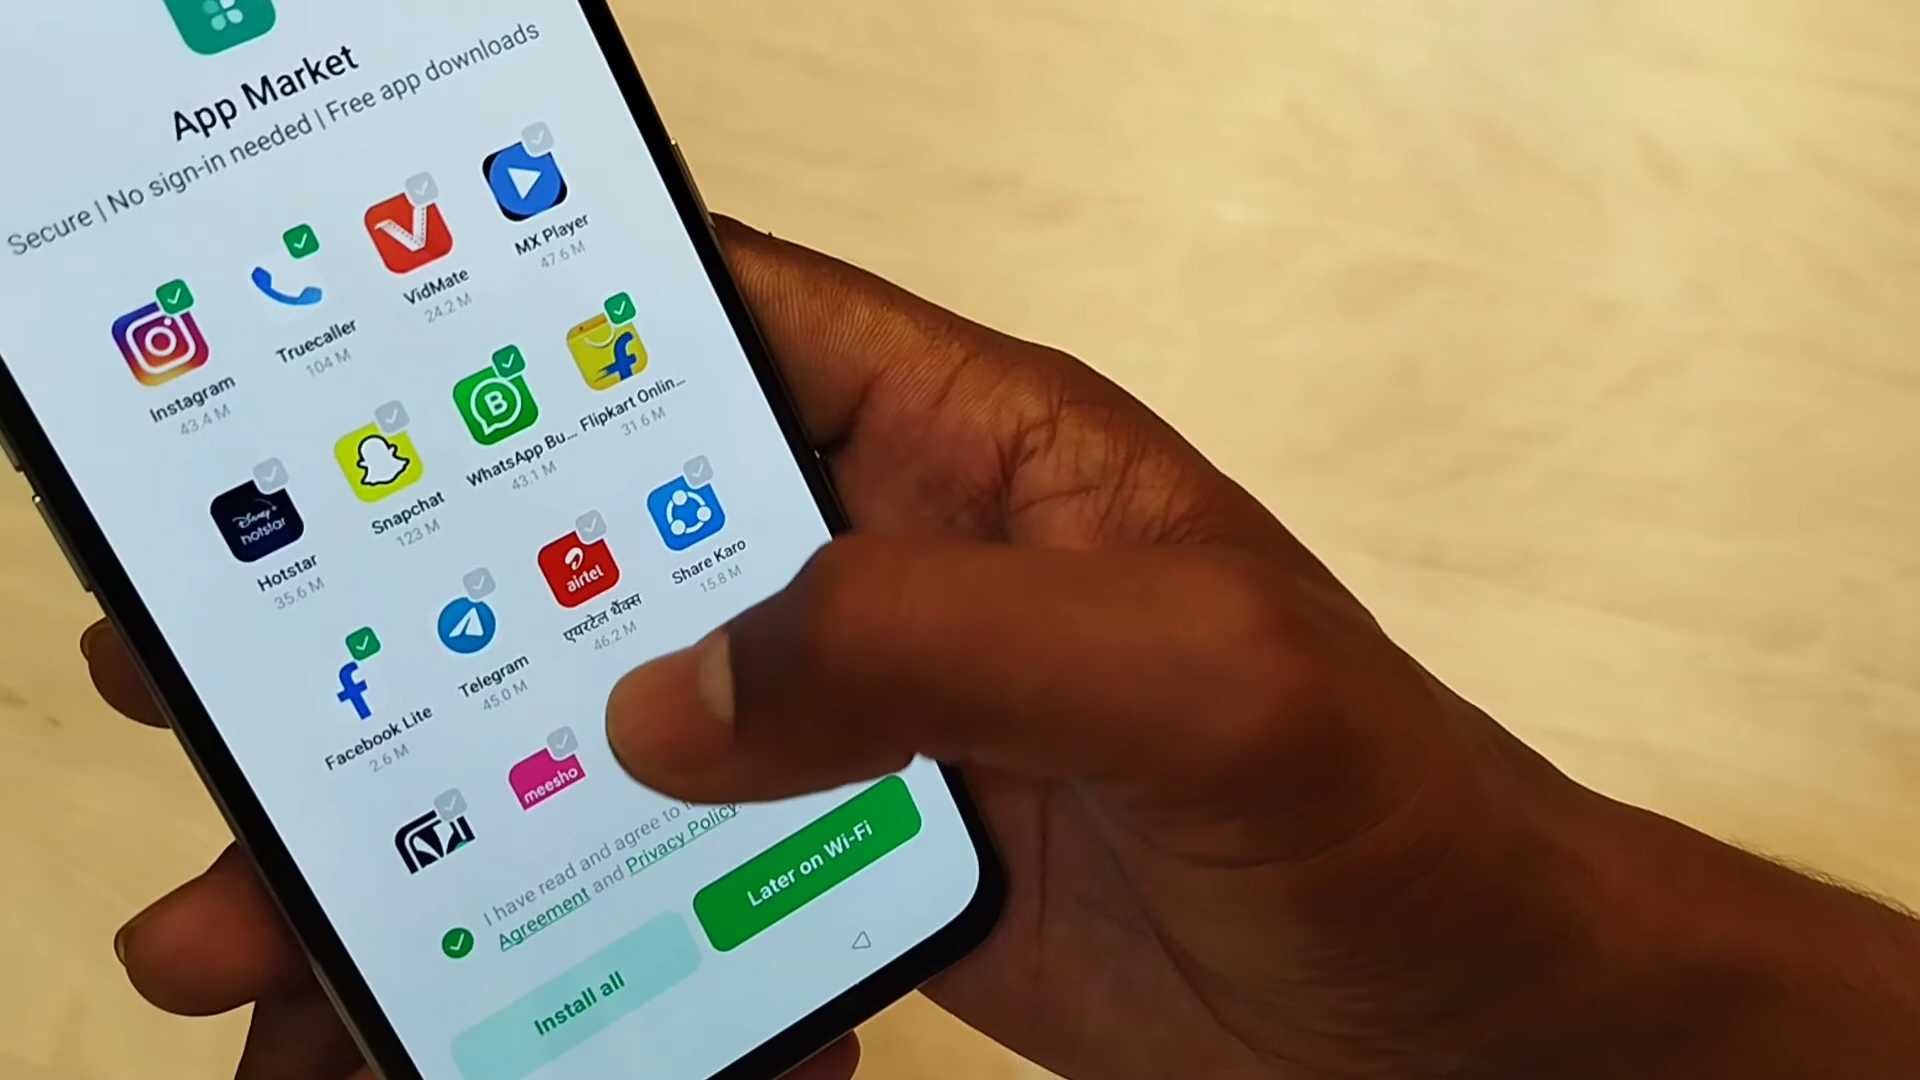 App Market
Secure | No sign-in needed | Free app downloads
Instagram
43.4 M
Truecaller
104 M
VidMate
24.2 M
MX Player
47.6 M
Disney+
hotstar
Hotstar
35.6 M
Snapchat
123 M
B
WhatsApp Bu...
43.1 M
f
Flipkart Onlin...
31.6 M
f
Facebook Lite
2.6 M
Telegram
45.0 M
airtel
एयरटेल थैंक्स
46.2 M
Share Karo
15.8 M
meesho
I have read and agree to
Agreement and Privacy Policy.
Install all
Later on Wi-Fi